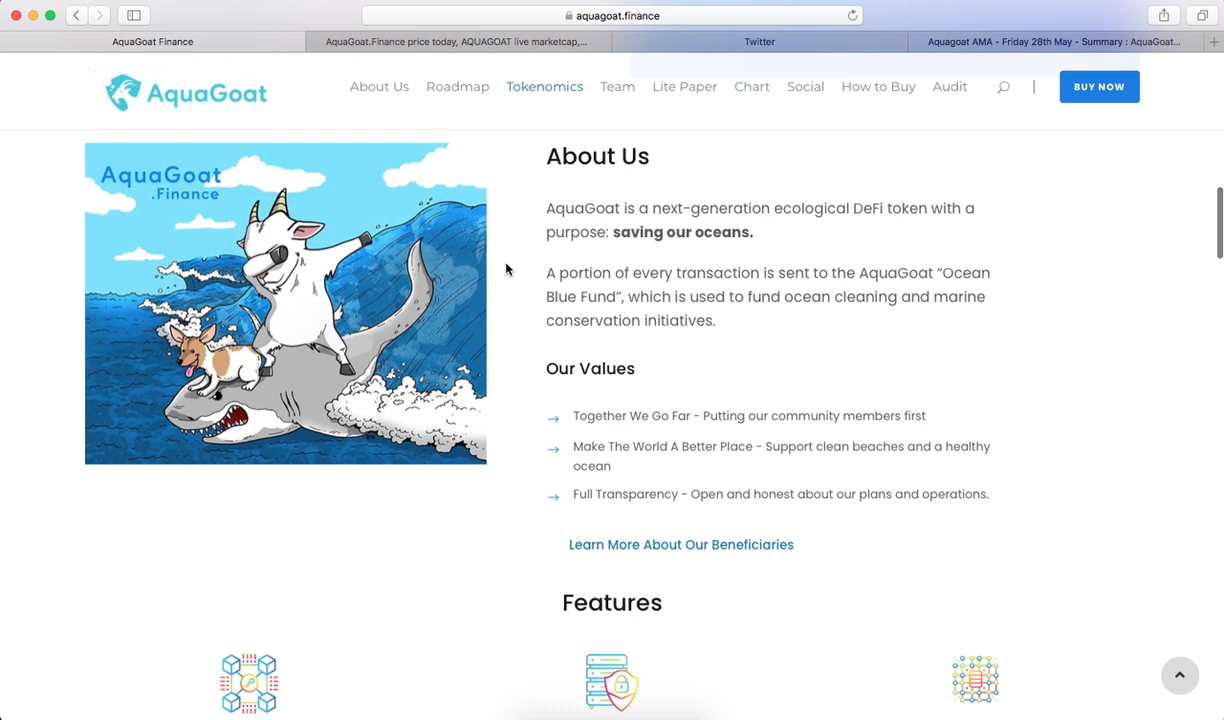 aquagoat.finance
AquaGoat Finance
AquaGoat.Finance price today, AQUAGOAT live marketcap,...
Twitter
Aquagoat AMA - Friday 28th May - Summary : AquaGoat...
AquaGoat
About Us
Roadmap
Tokenomics
Team
Lite Paper
Chart
Social
How to Buy
Audit
BUY NOW
AquaGoat
.Finance
About Us
AquaGoat is a next-generation ecological DeFi token with a
purpose: saving our oceans.
A portion of every transaction is sent to the AquaGoat “Ocean
Blue Fund”, which is used to fund ocean cleaning and marine
conservation initiatives.
Our Values
Together We Go Far - Putting our community members first
Make The World A Better Place - Support clean beaches and a healthy
ocean
Full Transparency - Open and honest about our plans and operations.
Learn More About Our Beneficiaries
Features